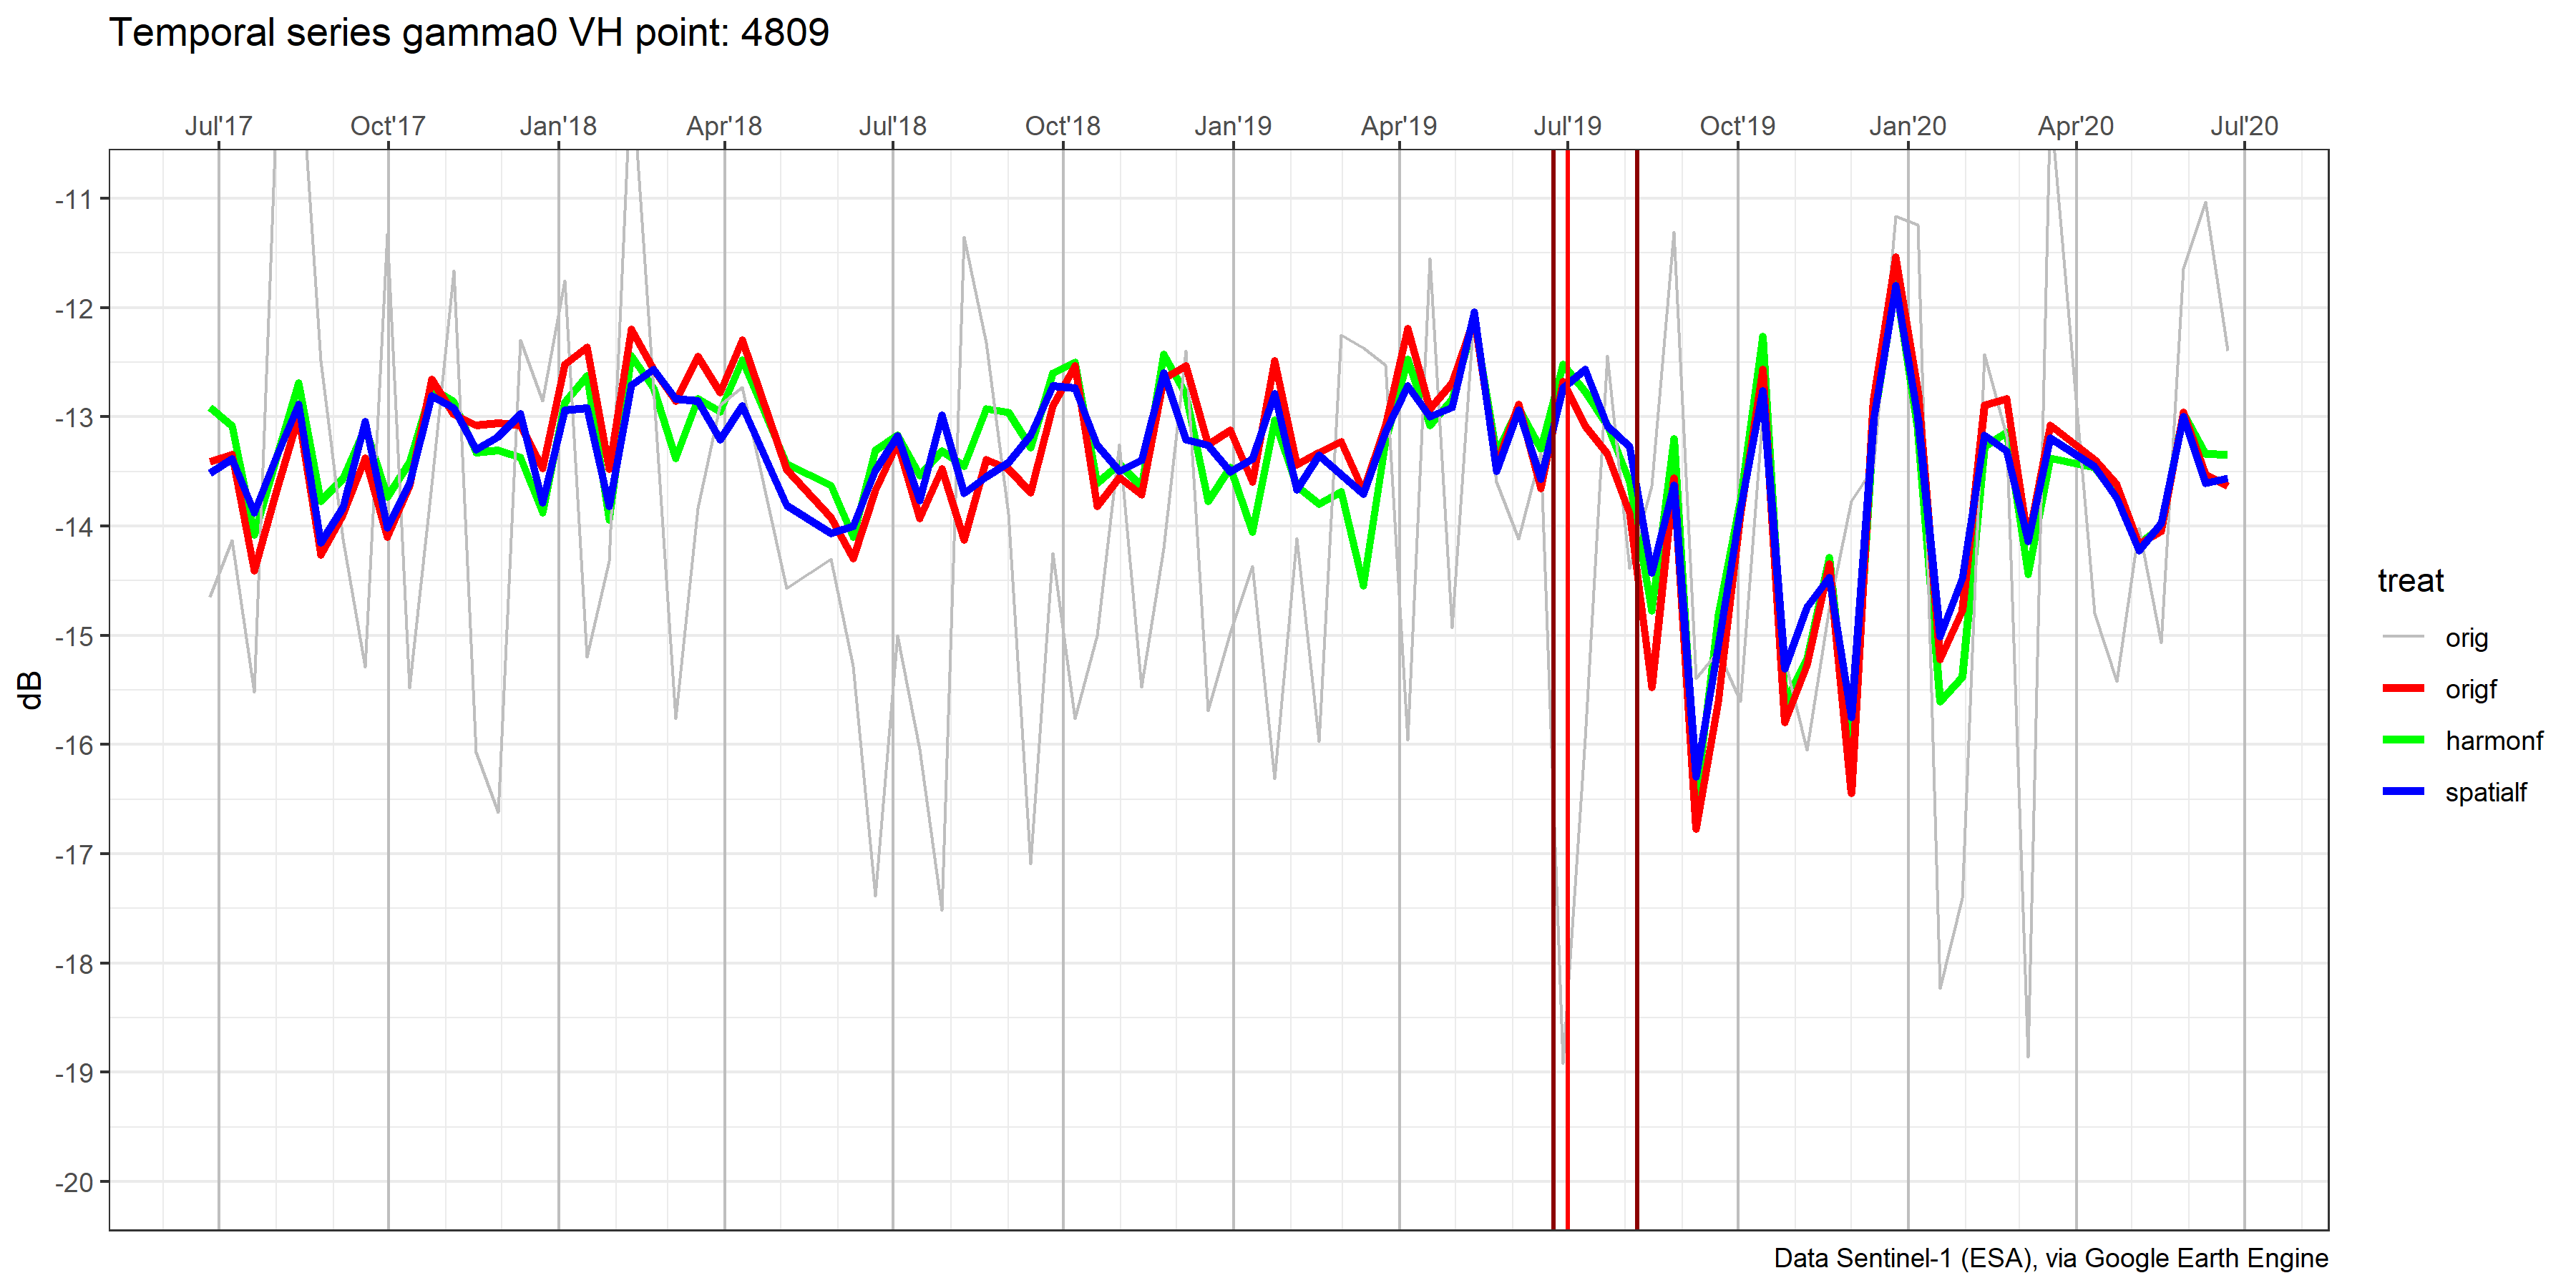 Temporal series gamma0 VH point: 4809
Jul'17 Oct'17 Jan'18 Apr'18 Jul'18 Oct'18 Jan'19 Apr'19 Jul'19 Oct'19 Jan'20 Apr'20 Jul'20
-11
-12
-13
-14
-15
-16
-17
-18
-19
-20
dB
treat
orig
origf
harmonf
spatialf
Data Sentinel-1 (ESA), via Google Earth Engine